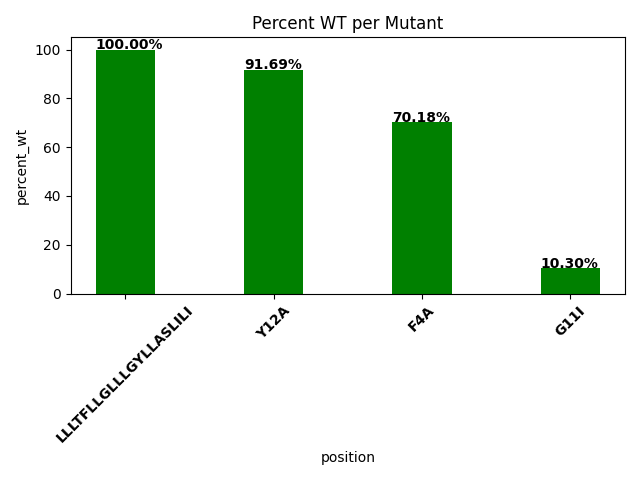 Percent WT per Mutant
percent_wt
100
80
60
40
20
0
100.00%
91.69%
70.18%
10.30%
LLLTFLLGLLLGYLLASLILI
Y12A
F4A
G11I
position